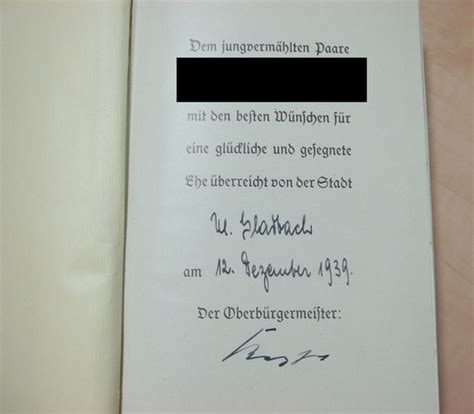 Dem jungvermählten Paare
mit den besten Wünschen für
eine glückliche und gesegnete
Ehe überreicht von der Stadt
M. Gladbach
am 12. Dezember 1939.
Der Oberbürgermeister: